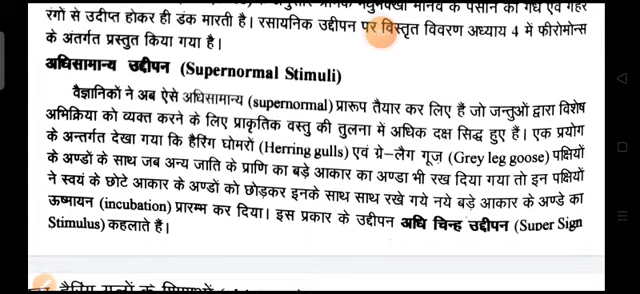 रंगों से उदीप्त होकर ही डंक मारती है। रसायनिक उद्दीपन पर विस्तृत विवरण अध्याय 4 में फीरोमोन्स
के अंतर्गत प्रस्तुत किया गया है।
अधिसामान्य उद्दीपन (Supernormal Stimuli)
वैज्ञानिकों ने अब ऐसे अधिसामान्य (supernormal) प्रारूप तैयार कर लिए हैं जो जन्तुओं द्वारा विशेष
अभिक्रिया को व्यक्त करने के लिए प्राकृतिक वस्तु की तुलना में अधिक दक्ष सिद्ध हुए हैं। एक प्रयोग
के अन्तर्गत देखा गया कि हैरिंग घोमरों (Herring gulls) एवं ग्रे-लैग गूज़ (Grey leg goose) पक्षियों
के अण्डों के साथ जब अन्य जाति के प्राणि का बड़े आकार का अण्डा भी रख दिया गया तो इन पक्षियों
ने स्वयं के छोटे आकार के अण्डों को छोड़कर इनके साथ साथ रखे गये नये बड़े आकार के अण्डे का
ऊष्मायन (incubation) प्रारम्भ कर दिया। इस प्रकार के उद्दीपन अधि चिन्ह उद्दीपन (Super Sign
Stimulus) कहलाते हैं।